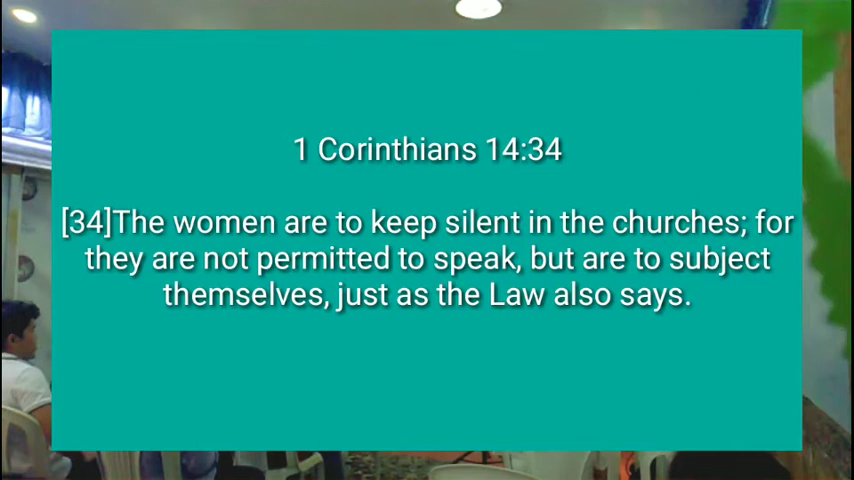 1 Corinthians 14:34
[34]The women are to keep silent in the churches; for
they are not permitted to speak, but are to subject
themselves, just as the Law also says.